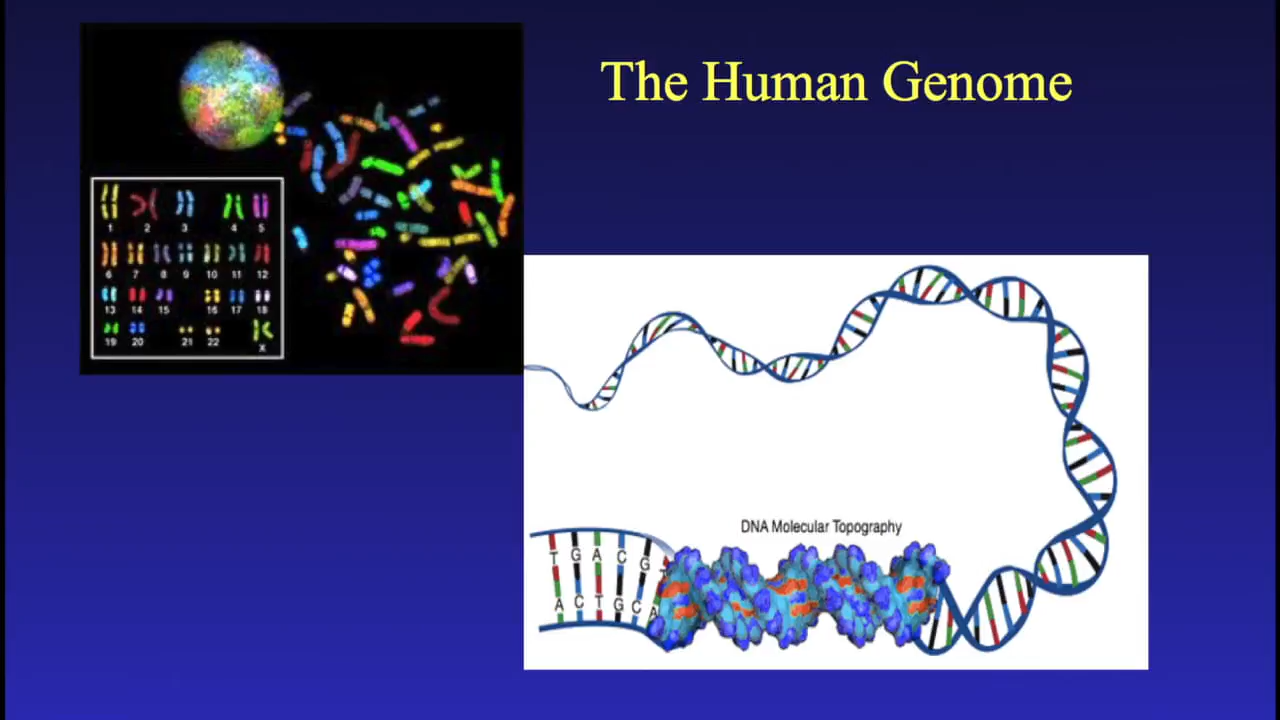 The Human Genome
1 2 3 4 5
6 7 8 9 10 11 12
13 14 15 16 17 18
19 20 21 22 X
DNA Molecular Topography
T G A C G T
A C T G C A